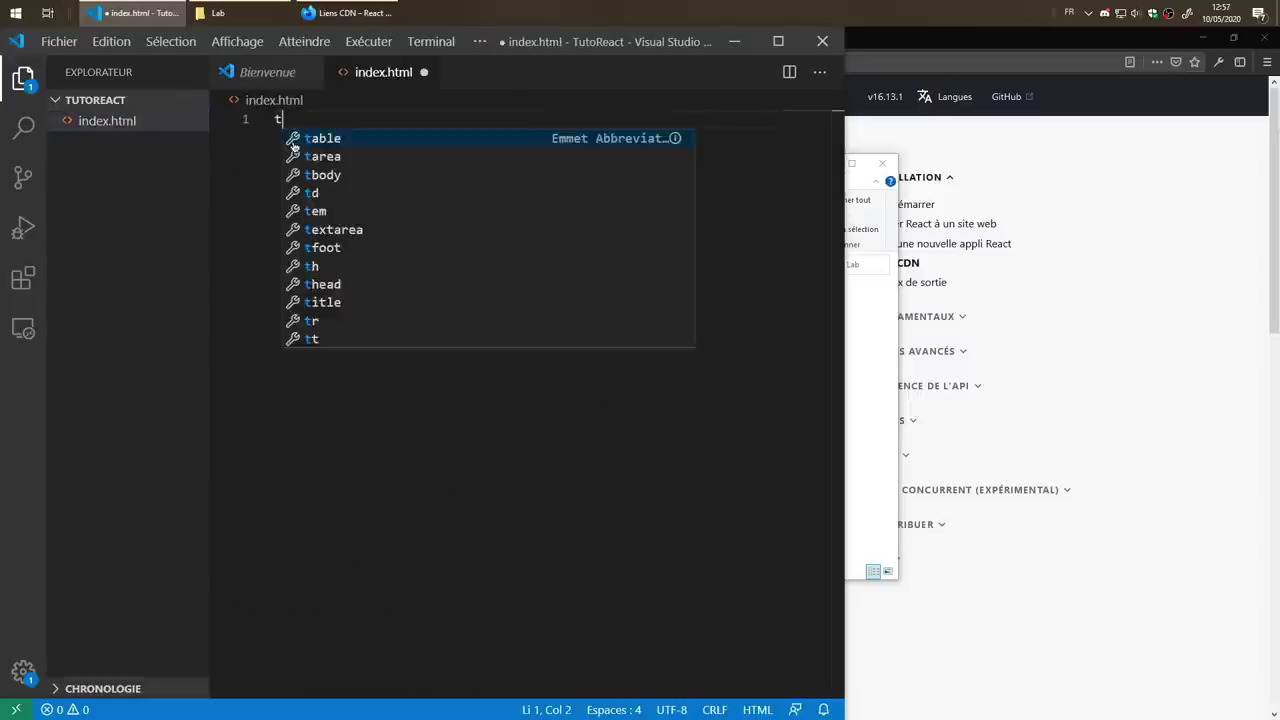 index.html - Tuto...
Lab
Liens CDN – React ...
FR
12:57
10/05/2020
Fichier Edition Sélection Affichage Atteindre Exécuter Terminal ··· ● index.html - TutoReact - Visual Studio ...
EXPLORATEUR
Bienvenue
index.html
TUTOREACT
index.html
index.html
1 t
table Emmet Abbreviat...
tarea
tbody
td
tem
textarea
tfoot
th
thead
title
tr
tt
CHRONOLOGIE
1
1
0 0
Li 1, Col 2 Espaces : 4 UTF-8 CRLF HTML
v16.13.1 Langues GitHub
LLATION
émarrer
er React à un site web
une nouvelle appli React
CDN
x de sortie
AMENTAUX
S AVANCÉS
ENCE DE L'API
S
CONCURRENT (EXPÉRIMENTAL)
RIBUER
ner tout
a sélection
nner
Lab